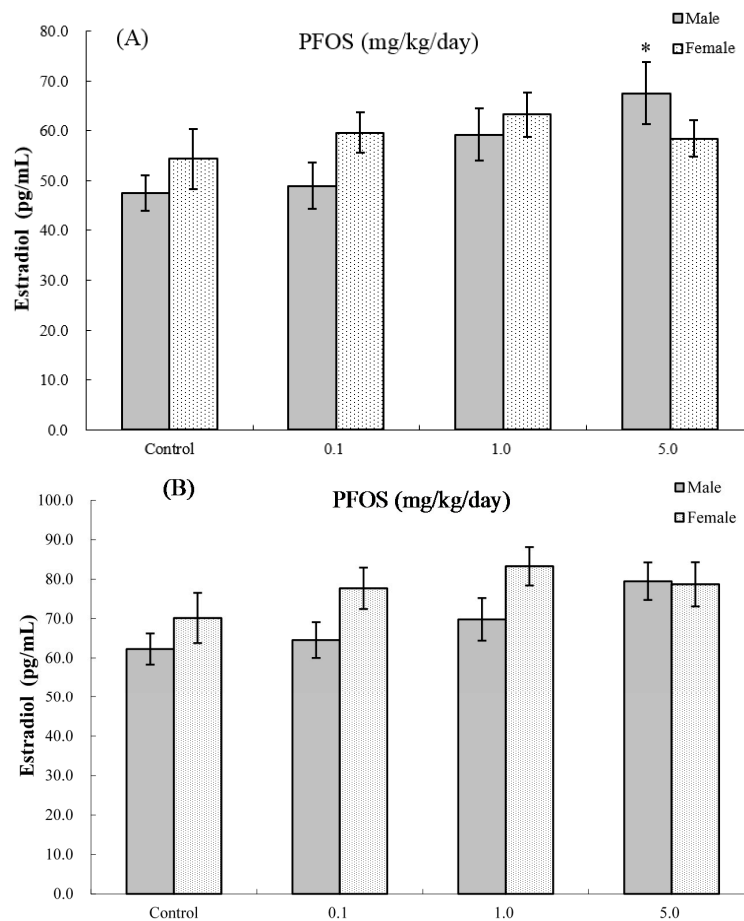 (A)
PFOS (mg/kg/day)
Male
Female
*
Estradiol (pg/mL)
80.0
70.0
60.0
50.0
40.0
30.0
20.0
10.0
0.0
Control 0.1 1.0 5.0
(B)
PFOS (mg/kg/day)
Male
Female
Estradiol (pg/mL)
100.0
90.0
80.0
70.0
60.0
50.0
40.0
30.0
20.0
10.0
0.0
Control 0.1 1.0 5.0